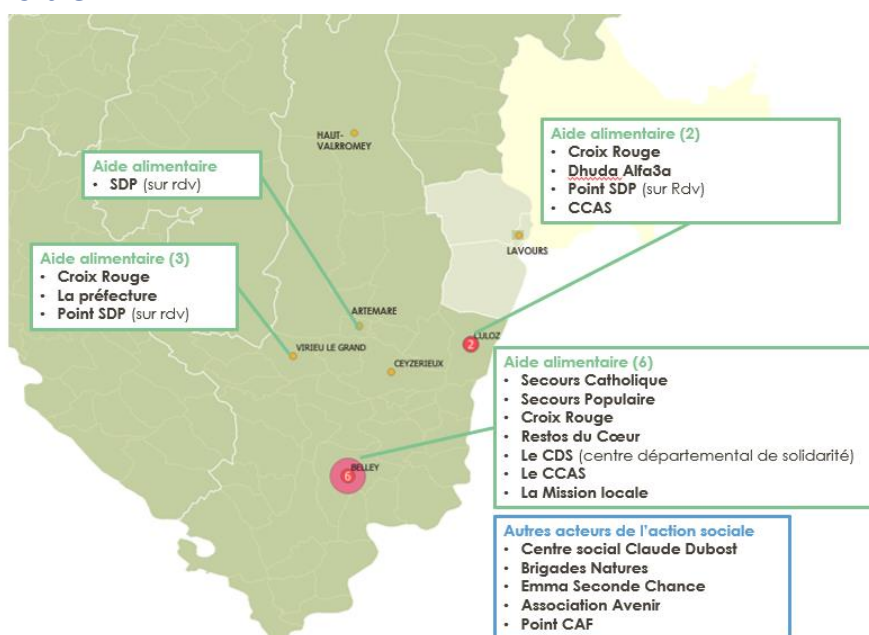 HAUT-
VALRROMEY
Aide alimentaire (2)
• Croix Rouge
• Dhuda Alfa3a
• Point SDP (sur Rdv)
• CCAS
Aide alimentaire
• SDP (sur rdv)
LAVOURS
Aide alimentaire (3)
• Croix Rouge
• La préfecture
• Point SDP (sur rdv)
ARTEMARE
VIRIEU LE GRAND
CEYZERIEUX
2
CULOZ
Aide alimentaire (6)
• Secours Catholique
• Secours Populaire
• Croix Rouge
• Restos du Cœur
• Le CDS (centre départemental de solidarité)
• Le CCAS
• La Mission locale
6
BELLEY
Autres acteurs de l'action sociale
• Centre social Claude Dubost
• Brigades Natures
• Emma Seconde Chance
• Association Avenir
• Point CAF